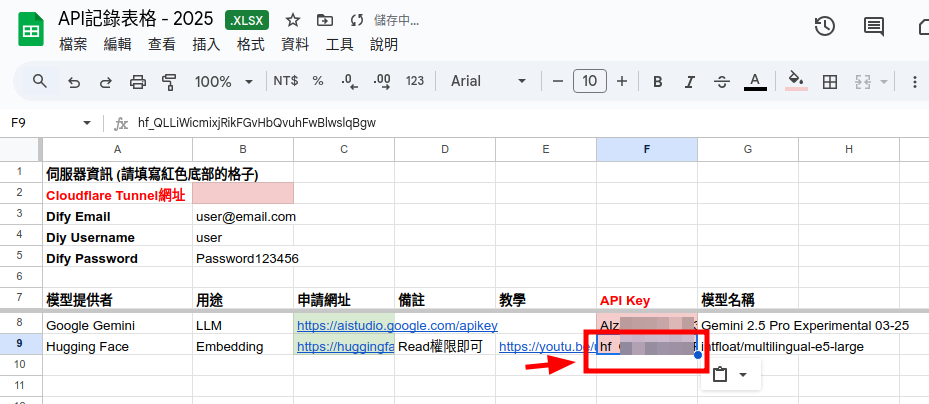 API記錄表格 - 2025 .XLSX 儲存中...
檔案 編輯 查看 插入 格式 資料 工具 說明
100% NT$ % .0 .00 123 Arial 10 B I S A
F9 fx
A B C D E F G H
1 伺服器資訊 (請填寫紅色底部的格子)
2 Cloudflare Tunnel網址
3 Dify Email user@email.com
4 Diy Username user
5 Dify Password Password123456
6
7 模型提供者 用途 申請網址 備註 教學 API Key 模型名稱
8 Google Gemini LLM https://aistudio.google.com/apikey Gemini 2.5 Pro Experimental 03-25
9 Hugging Face Embedding https://huggingfa Read權限即可 https://youtu.be/ hf_ intfloat/multilingual-e5-large
10
11